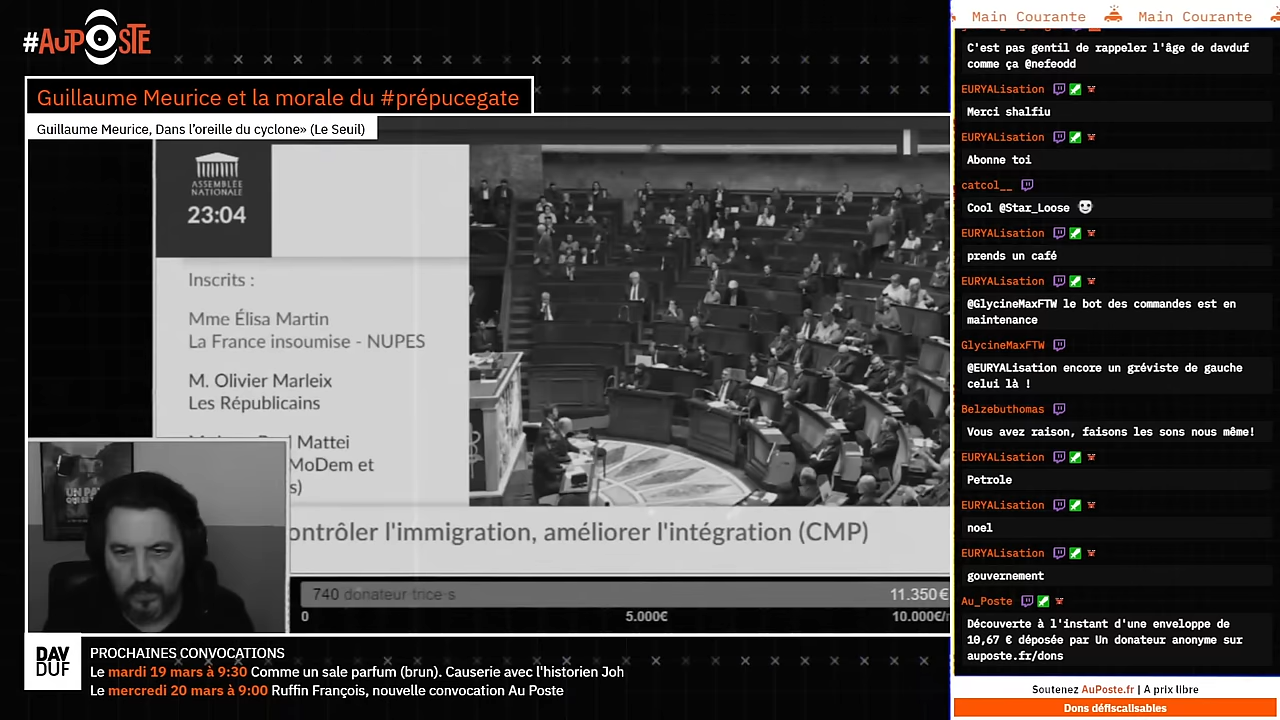 #AuPOSTE
Guillaume Meurice et la morale du #prépucegate
Guillaume Meurice, Dans l'oreille du cyclone» (Le Seuil)
ASSEMBLÉE
NATIONALE
23:04
Inscrits :
Mme Élisa Martin
La France insoumise - NUPES
M. Olivier Marleix
Les Républicains
Mattei
MoDem et
s)
ontrôler l'immigration, améliorer l'intégration (CMP)
740 donateur·trice·s 11.350€
0 5.000€ 10.000€/
DAV
DUF
PROCHAINES CONVOCATIONS
Le mardi 19 mars à 9:30 Comme un sale parfum (brun). Causerie avec l'historien Joh
Le mercredi 20 mars à 9:00 Ruffin François, nouvelle convocation Au Poste
Main Courante Main Courante
C'est pas gentil de rappeler l'âge de davduf
comme ça @nefeodd
EURYALisation
Merci shalfiu
EURYALisation
Abonne toi
catcol__
Cool @Star_Loose
EURYALisation
prends un café
EURYALisation
@GlycineMaxFTW le bot des commandes est en
maintenance
GlycineMaxFTW
@EURYALisation encore un gréviste de gauche
celui là !
Belzebuthomas
Vous avez raison, faisons les sons nous même!
EURYALisation
Petrole
EURYALisation
noel
EURYALisation
gouvernement
Au_Poste
Découverte à l'instant d'une enveloppe de
10,67 € déposée par Un donateur anonyme sur
auposte.fr/dons
Soutenez AuPoste.fr | A prix libre
Dons défiscalisables